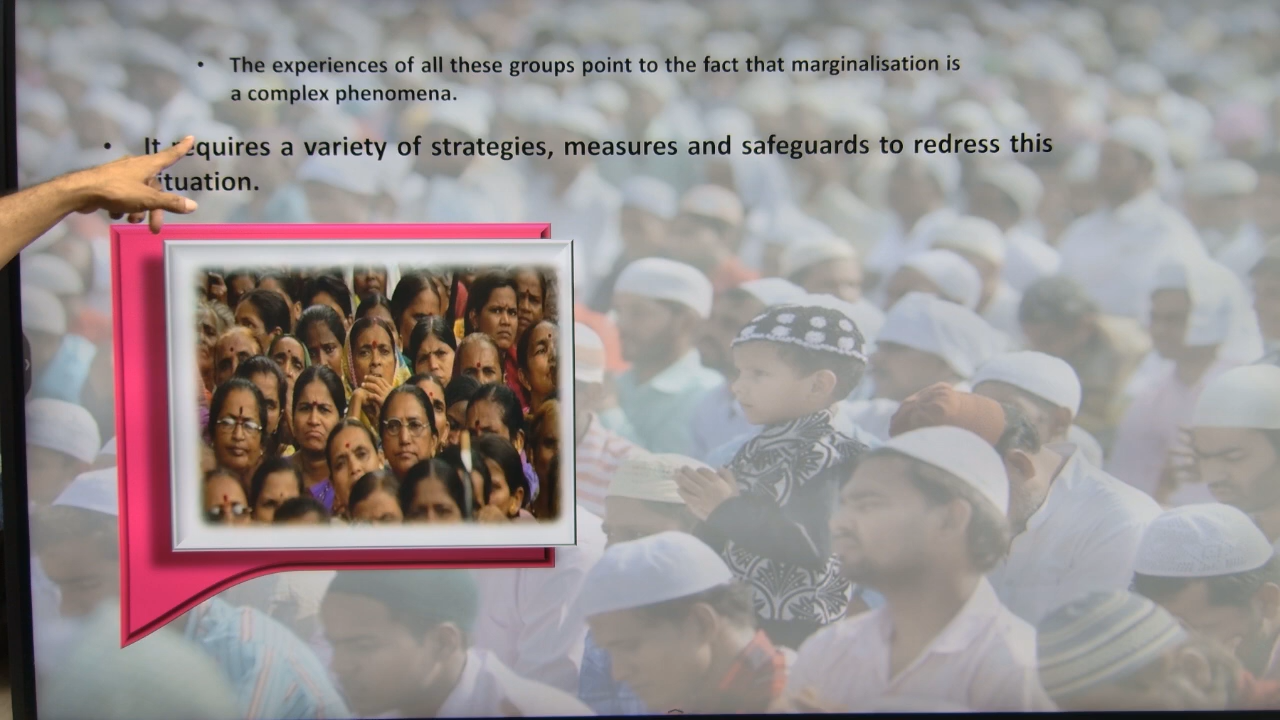 • The experiences of all these groups point to the fact that marginalisation is
a complex phenomena.
• It requires a variety of strategies, measures and safeguards to redress this
situation.